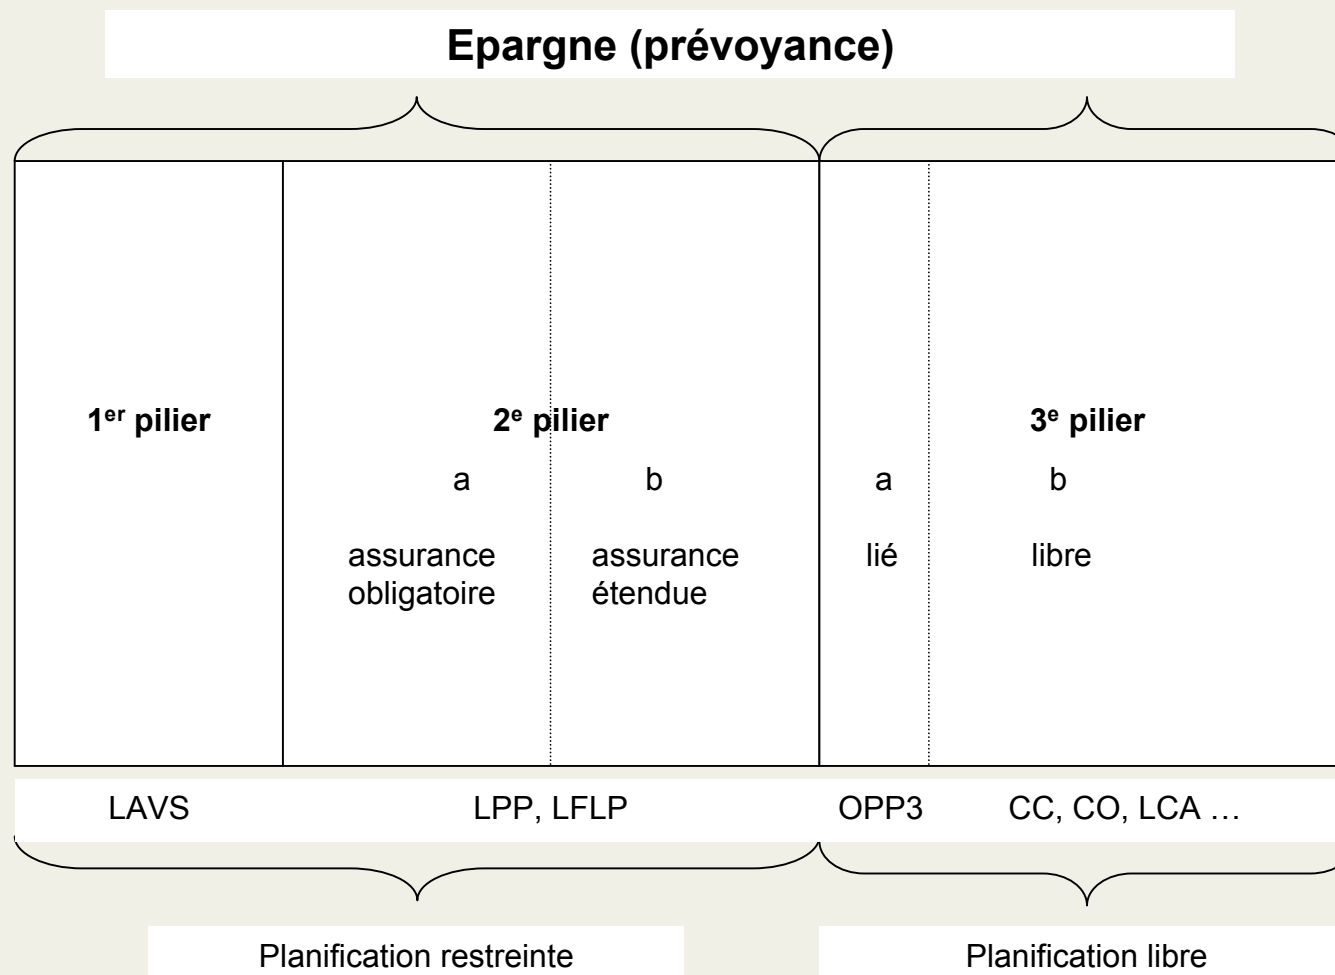 Epargne (prévoyance)
1er pilier
2e pilier
3e pilier
a
b
a
b
assurance
obligatoire
assurance
étendue
lié
libre
LAVS
LPP, LFLP
OPP3
CC, CO, LCA …
Planification restreinte
Planification libre